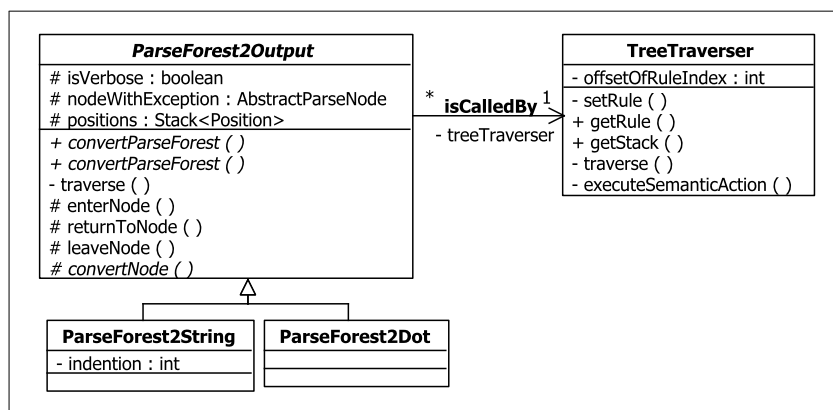 ParseForest2Output
# isVerbose : boolean
# nodeWithException : AbstractParseNode
# positions : Stack<Position>
+ convertParseForest ( )
+ convertParseForest ( )
- traverse ( )
# enterNode ( )
# returnToNode ( )
# leaveNode ( )
# convertNode ( )
* isCalledBy 1
- treeTraverser
TreeTraverser
- offsetOfRuleIndex : int
- setRule ( )
+ getRule ( )
+ getStack ( )
- traverse ( )
- executeSemanticAction ( )
ParseForest2String
- indention : int
ParseForest2Dot